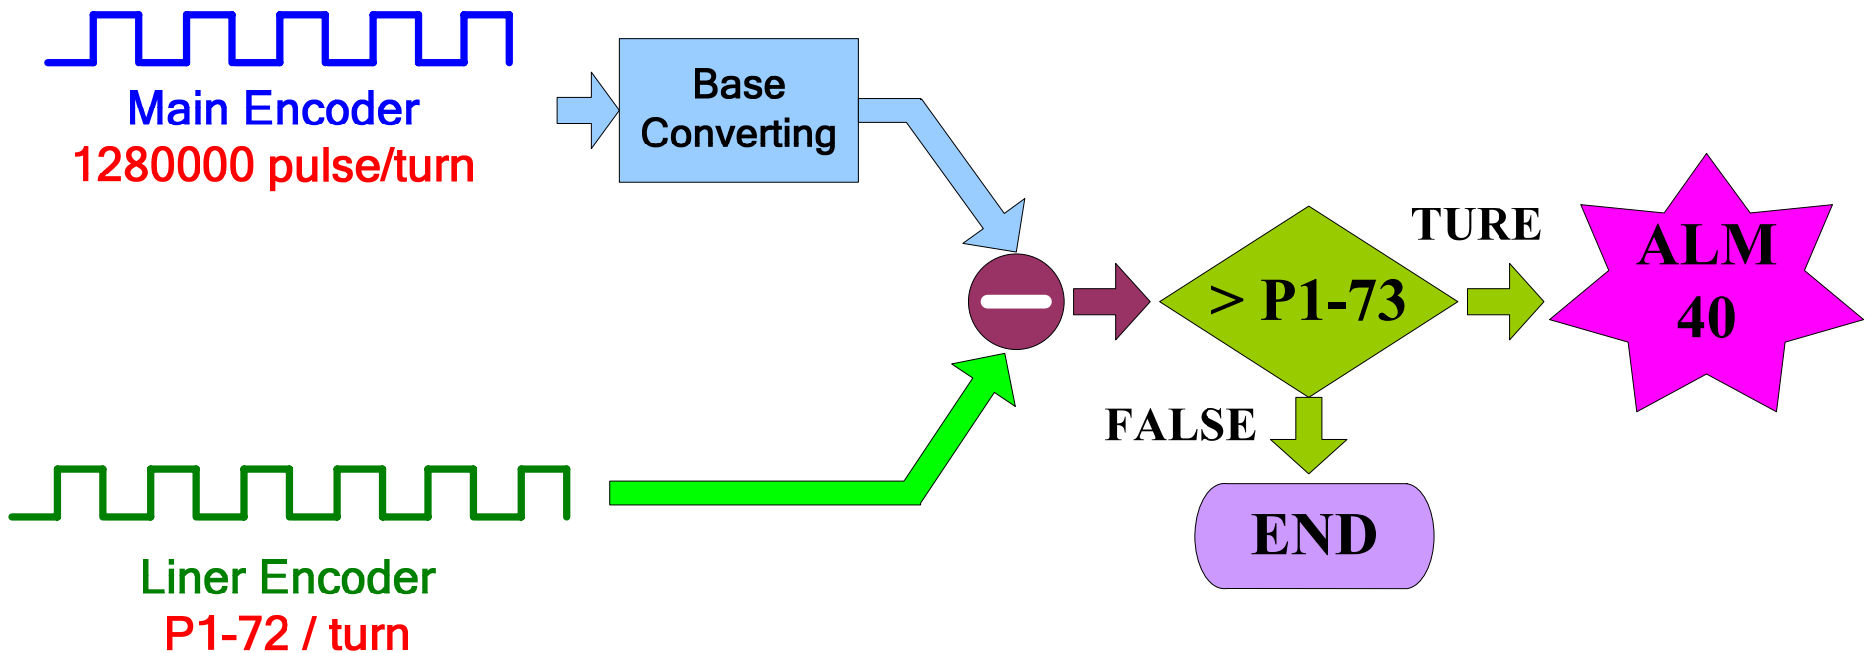 Main Encoder
1280000 pulse/turn
Base
Converting
> P1-73
TURE
ALM
40
FALSE
END
Liner Encoder
P1-72 / turn